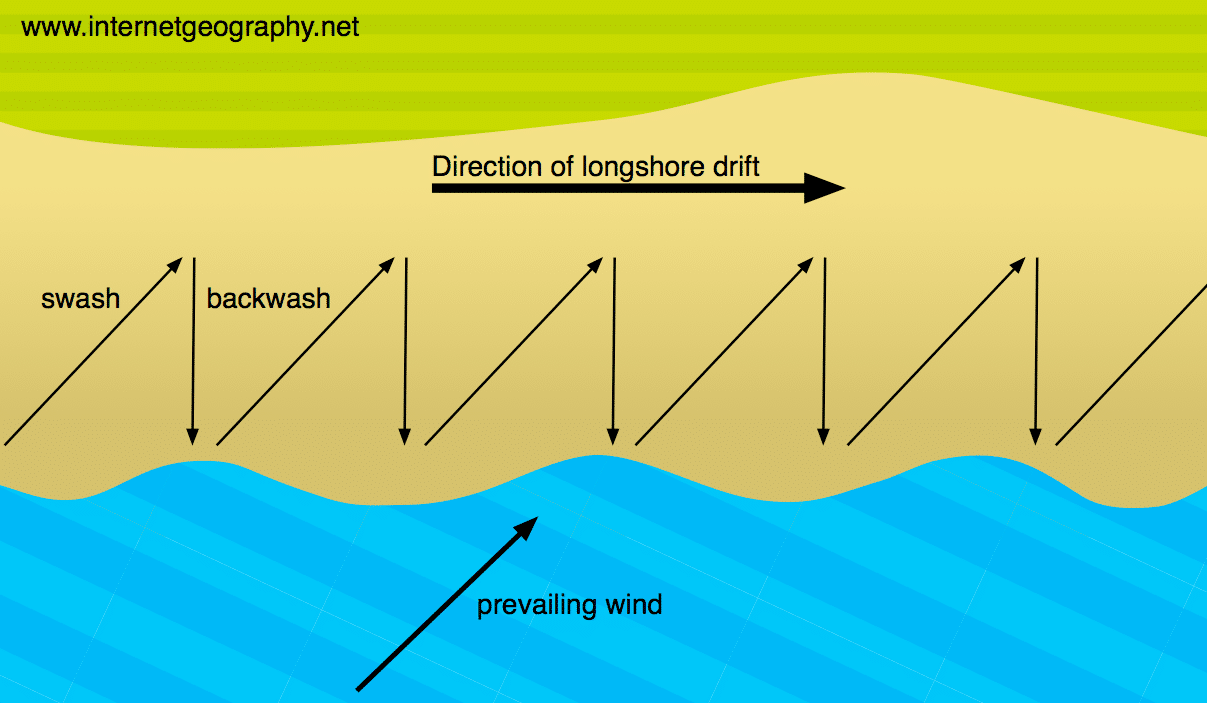 www.internetgeography.net
Direction of longshore drift
swash
backwash
prevailing wind